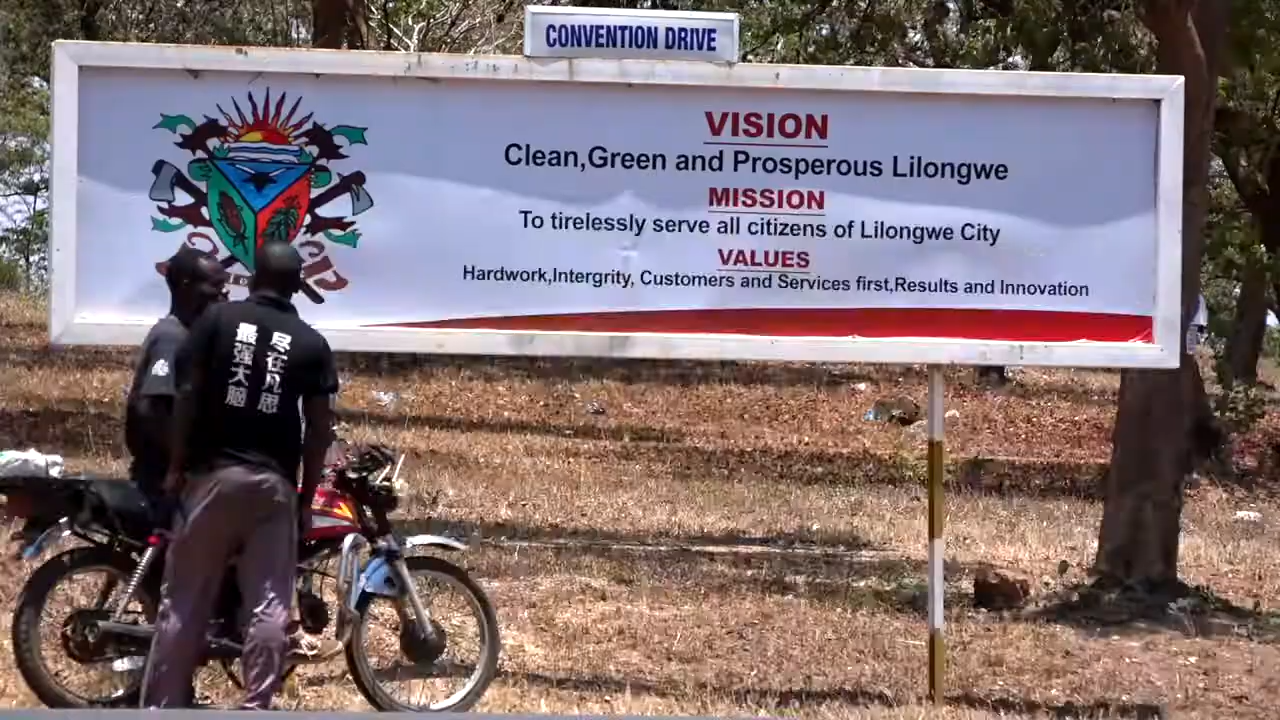 CONVENTION DRIVE
VISION
Clean,Green and Prosperous Lilongwe
MISSION
To tirelessly serve all citizens of Lilongwe City
VALUES
Hardwork,Intergrity, Customers and Services first,Results and Innovation
尽在凡思
最强大脑